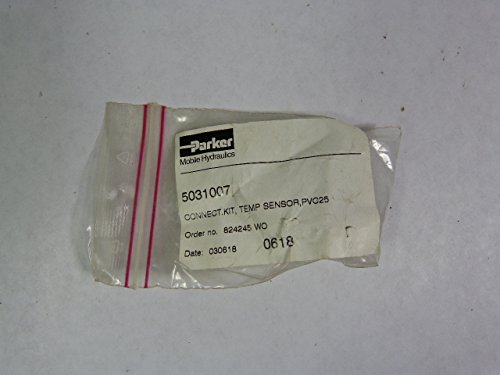 Parker
Mobile Hydraulics
5031007
CONNECT.KIT, TEMP SENSOR,PVC25
Order no. 824245 WO
Date: 030618 0618